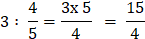 3 : 4/5 = 3x 5/4 = 15/4